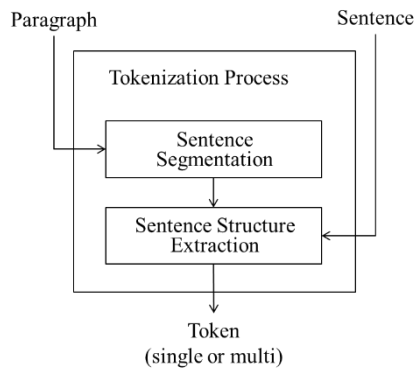 Paragraph
Sentence
Tokenization Process
Sentence
Segmentation
Sentence Structure
Extraction
Token
(single or multi)